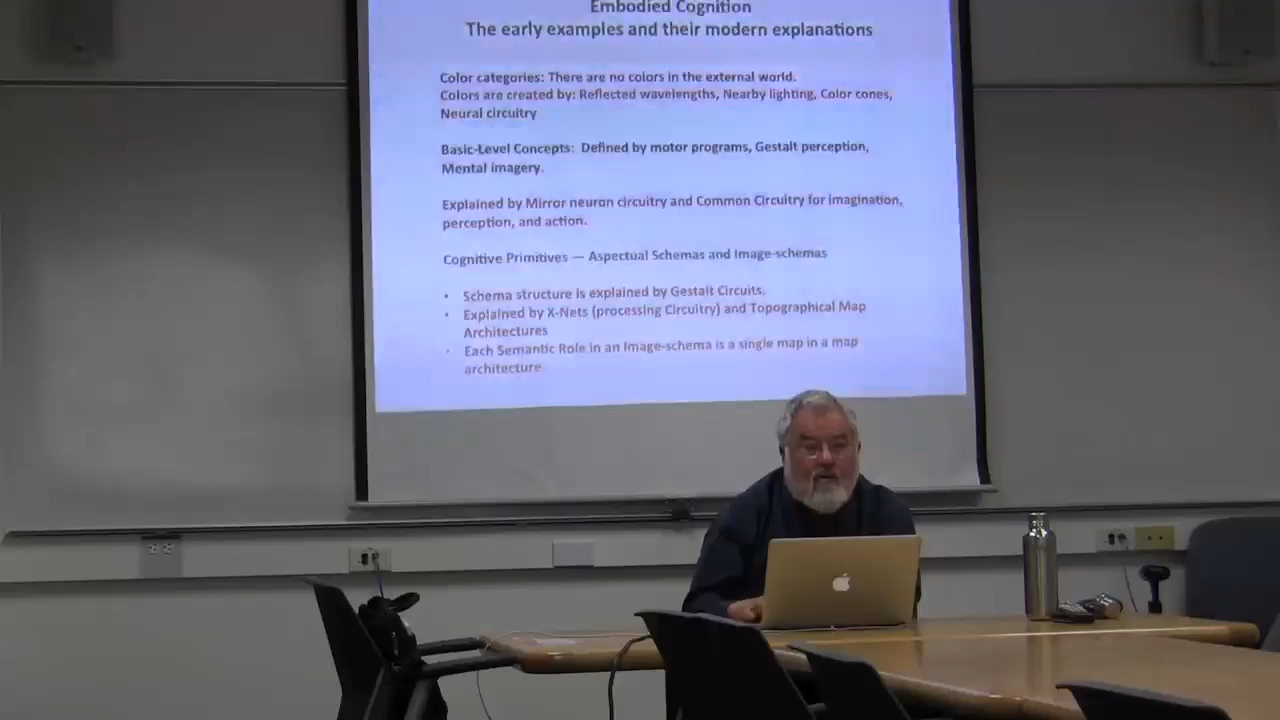 Embodied Cognition
The early examples and their modern explanations
Color categories: There are no colors in the external world.
Colors are created by: Reflected wavelengths, Nearby lighting, Color cones,
Neural circuitry
Basic-Level Concepts: Defined by motor programs, Gestalt perception,
Mental imagery.
Explained by Mirror neuron circuitry and Common Circuitry for imagination,
perception, and action.
Cognitive Primitives — Aspectual Schemas and Image-schemas
• Schema structure is explained by Gestalt Circuits.
• Explained by X-Nets (processing Circuitry) and Topographical Map
Architectures
• Each Semantic Role in an Image-schema is a single map in a map
architecture.